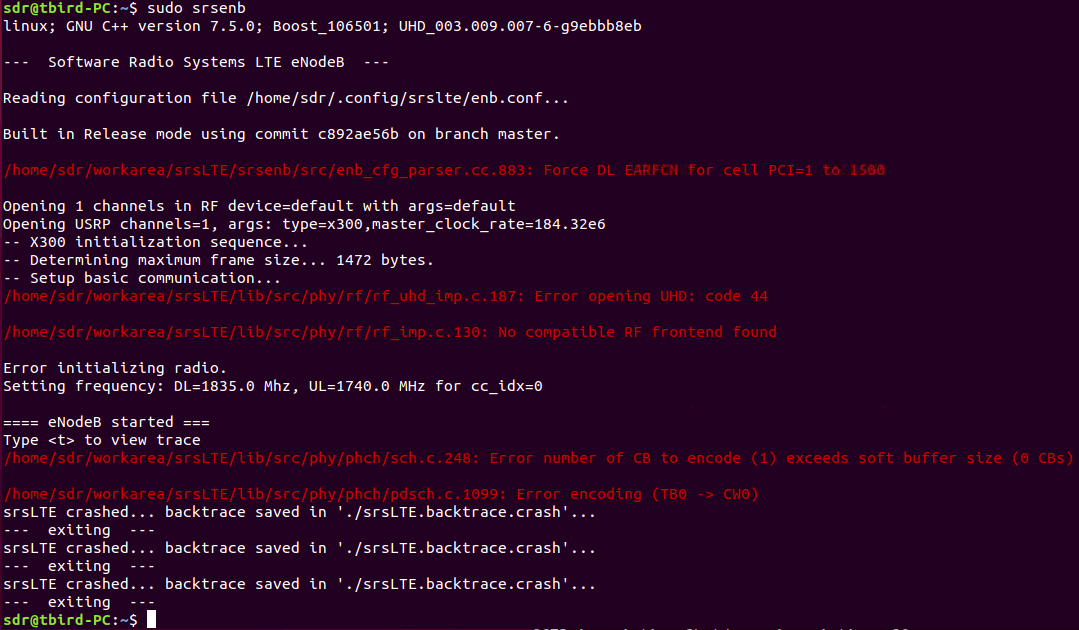 sdr@tbird-PC:~$ sudo srsenb
linux; GNU C++ version 7.5.0; Boost_106501; UHD_003.009.007-6-g9ebbb8eb
---  Software Radio Systems LTE eNodeB  ---
Reading configuration file /home/sdr/.config/srslte/enb.conf...
Built in Release mode using commit c892ae56b on branch master.
/home/sdr/workarea/srsLTE/srsenb/src/enb_cfg_parser.cc.883: Force DL EARFCN for cell PCI=1 to 1500
Opening 1 channels in RF device=default with args=default
Opening USRP channels=1, args: type=x300,master_clock_rate=184.32e6
-- X300 initialization sequence...
-- Determining maximum frame size... 1472 bytes.
-- Setup basic communication...
/home/sdr/workarea/srsLTE/lib/src/phy/rf/rf_uhd_imp.c.187: Error opening UHD: code 44
/home/sdr/workarea/srsLTE/lib/src/phy/rf/rf_imp.c.130: No compatible RF frontend found
Error initializing radio.
Setting frequency: DL=1835.0 Mhz, UL=1740.0 MHz for cc_idx=0
==== eNodeB started ===
Type <t> to view trace
/home/sdr/workarea/srsLTE/lib/src/phy/phch/sch.c.248: Error number of CB to encode (1) exceeds soft buffer size (0 CBs)
/home/sdr/workarea/srsLTE/lib/src/phy/phch/pdsch.c.1099: Error encoding (TB0 -> CW0)
srsLTE crashed... backtrace saved in './srsLTE.backtrace.crash'...
---  exiting  ---
srsLTE crashed... backtrace saved in './srsLTE.backtrace.crash'...
---  exiting  ---
srsLTE crashed... backtrace saved in './srsLTE.backtrace.crash'...
---  exiting  ---
sdr@tbird-PC:~$